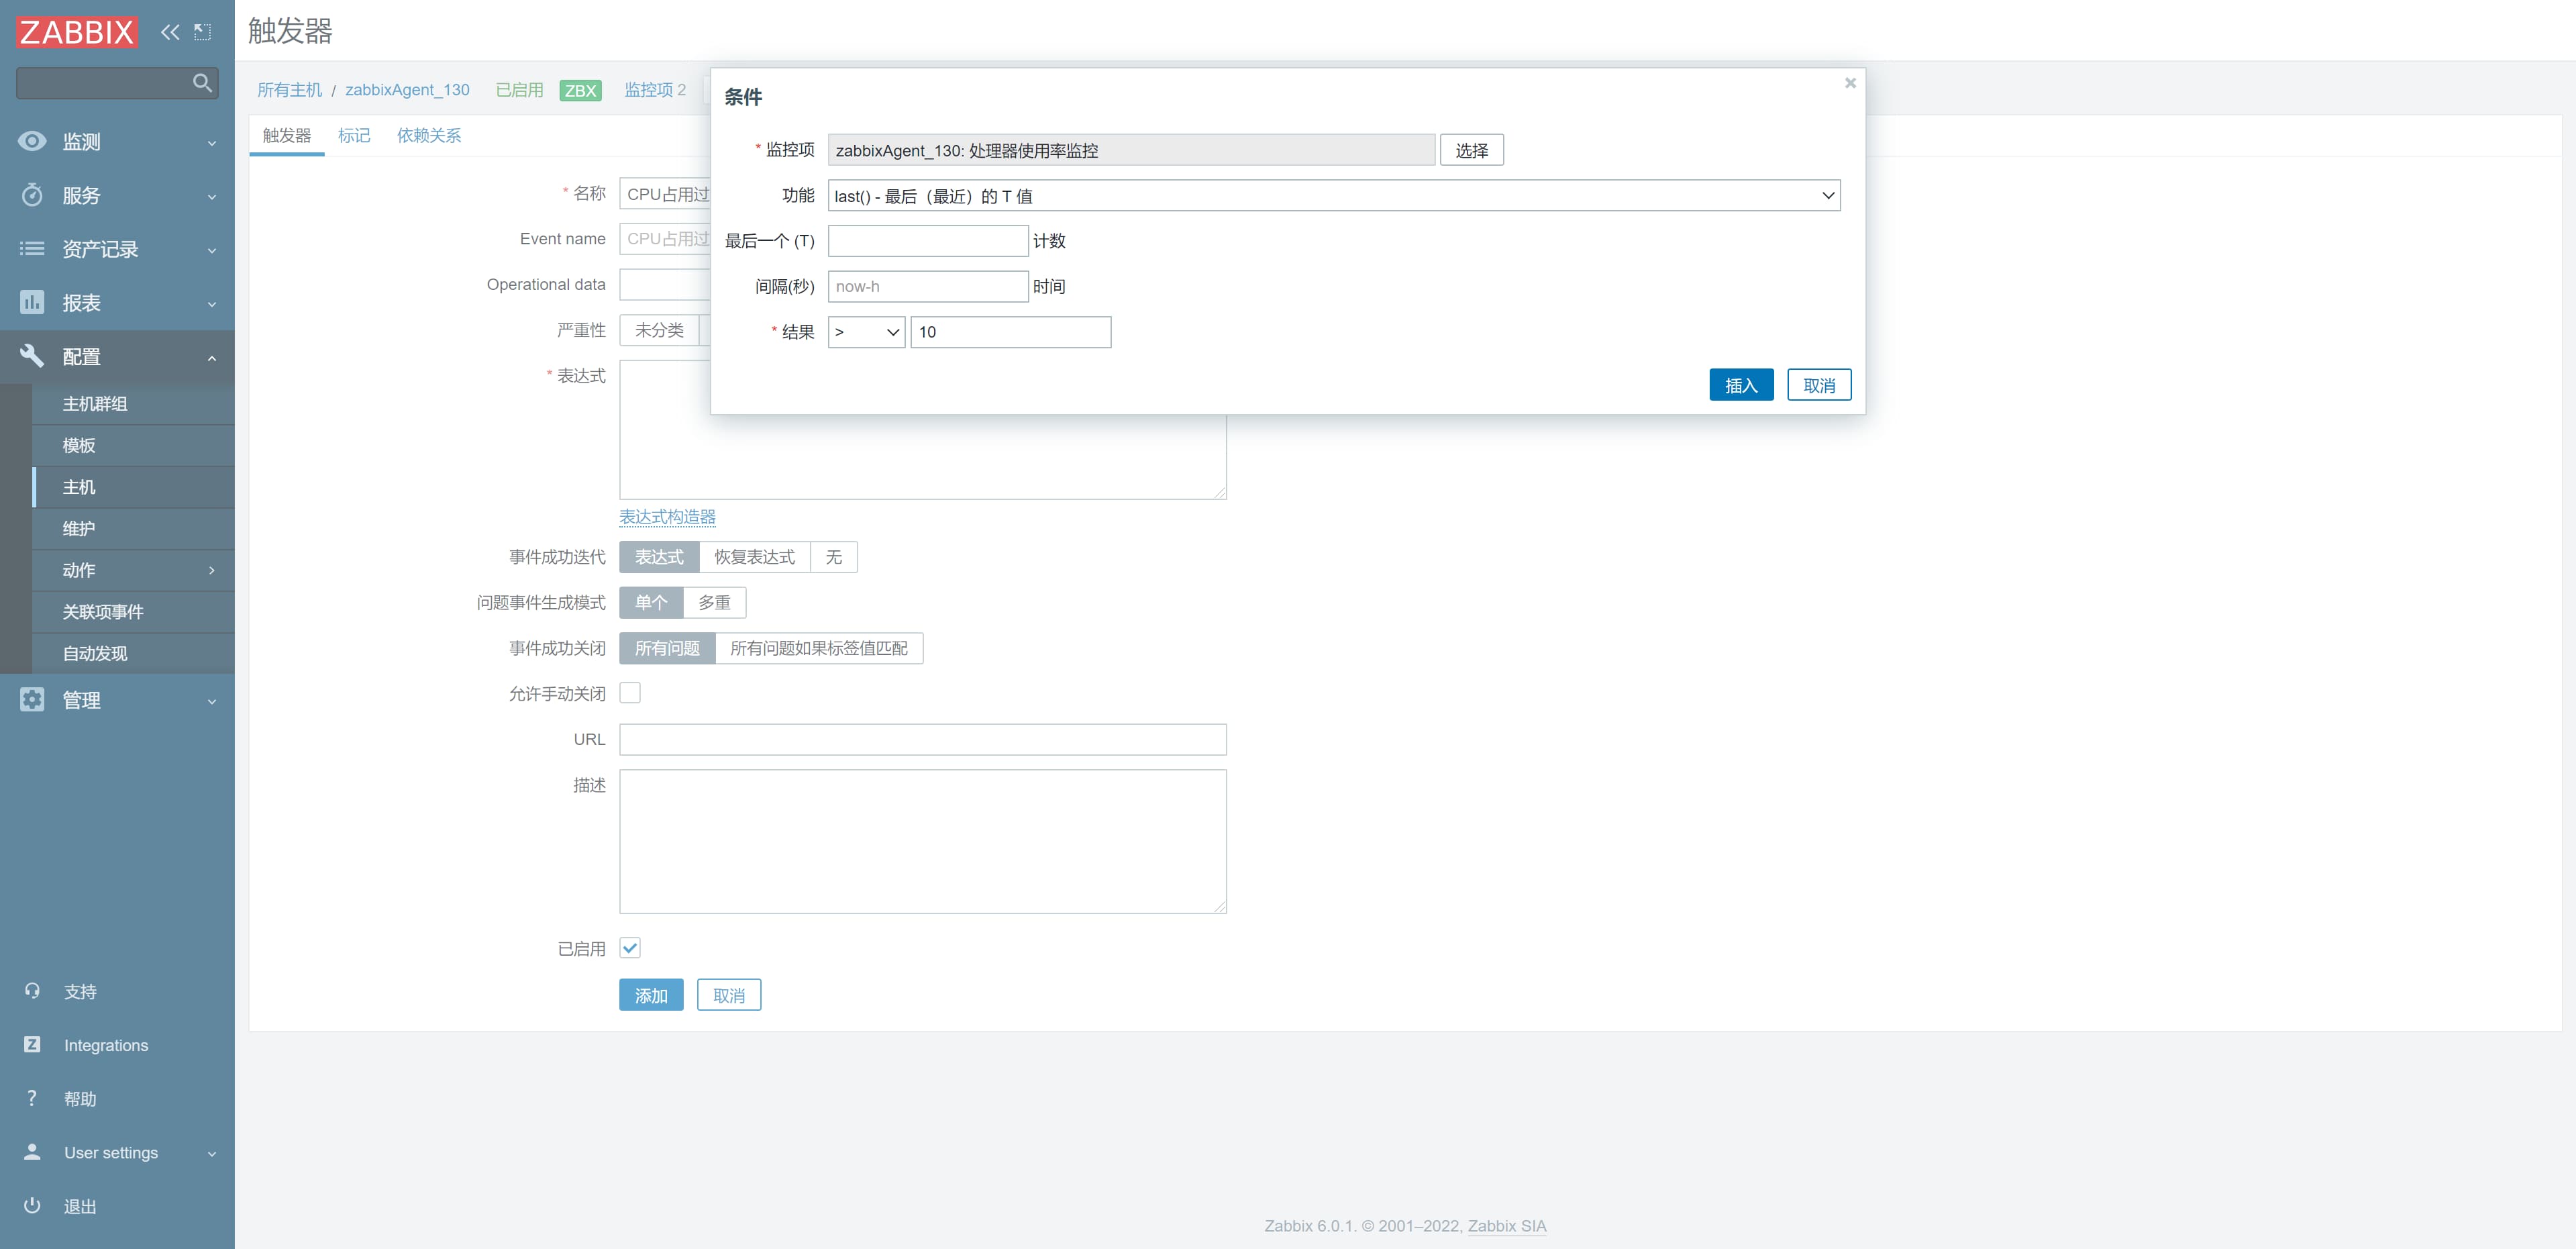 ZABBIX
触发器
所有主机 / zabbixAgent_130 已启用 ZBX 监控项 2
触发器 标记 依赖关系
条件
* 监控项 zabbixAgent_130: 处理器使用率监控 选择
功能 last() - 最后（最近）的 T 值
最后一个 (T) 计数
间隔(秒) now-h 时间
* 结果 > 10
插入 取消
监测
服务
资产记录
报表
配置
主机群组
模板
主机
维护
动作
关联项事件
自动发现
管理
支持
Integrations
? 帮助
User settings
退出
* 名称 CPU占用过
Event name CPU占用过
Operational data
严重性 未分类
* 表达式
表达式构造器
事件成功迭代 表达式 恢复表达式 无
问题事件生成模式 单个 多重
事件成功关闭 所有问题 所有问题如果标签值匹配
允许手动关闭
URL
描述
已启用
添加 取消
Zabbix 6.0.1. © 2001–2022, Zabbix SIA